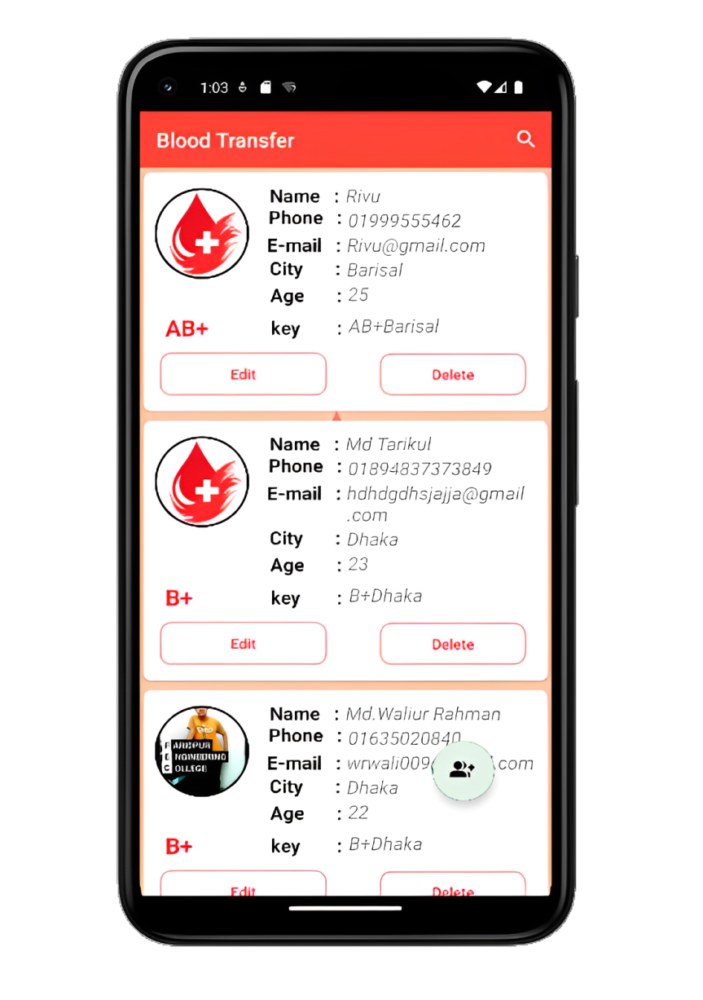 1:03
Blood Transfer
Name : Rivu
Phone : 01999555462
E-mail : Rivu@gmail.com
City : Barisal
Age : 25
AB+ key : AB+Barisal
Edit Delete
Name : Md Tarikul
Phone : 01894837373849
E-mail : hdhdgdhsjajja@gmail
.com
City : Dhaka
Age : 23
B+ key : B+Dhaka
Edit Delete
Name : Md.Waliur Rahman
Phone : 01635020840
E-mail : wrwali009 .com
City : Dhaka
Age : 22
B+ key : B+Dhaka
Edit Delete